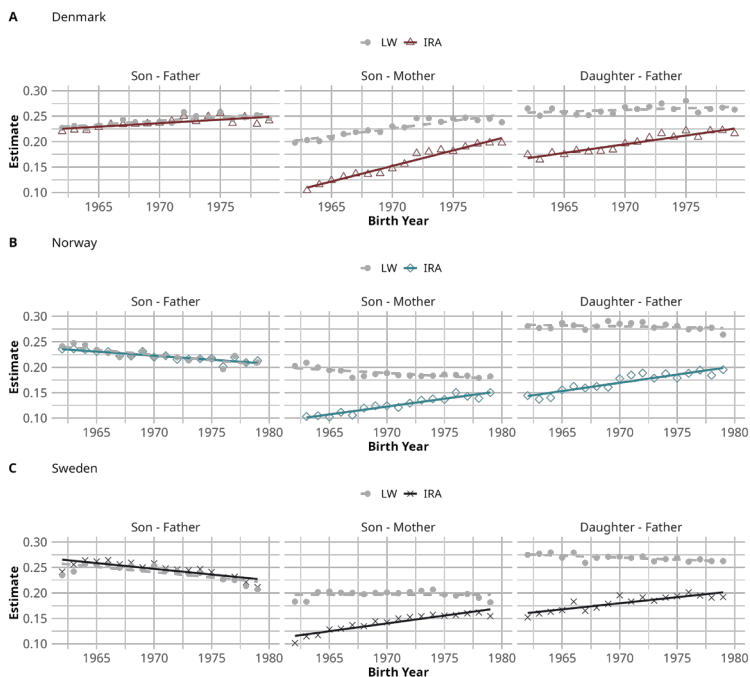 A Denmark
LW IRA
Son - Father Son - Mother Daughter - Father
0.30
0.25
0.20
0.15
0.10
Estimate
1965 1970 1975 1965 1970 1975 1965 1970 1975
Birth Year
B Norway
LW IRA
Son - Father Son - Mother Daughter - Father
0.30
0.25
0.20
0.15
0.10
Estimate
1965 1970 1975 1980 1965 1970 1975 1980 1965 1970 1975 1980
Birth Year
C Sweden
LW IRA
Son - Father Son - Mother Daughter - Father
0.30
0.25
0.20
0.15
0.10
Estimate
1965 1970 1975 1980 1965 1970 1975 1980 1965 1970 1975 1980
Birth Year